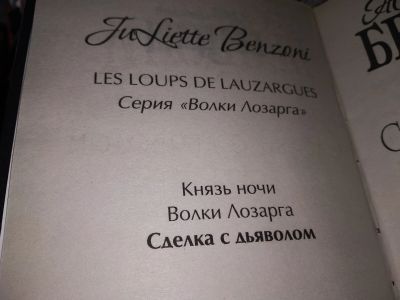 Juliette Benzoni
LES LOUPS DE LAUZARGUES
Серия «Волки Лозарга»
Князь ночи
Волки Лозарга
Сделка с дьяволом